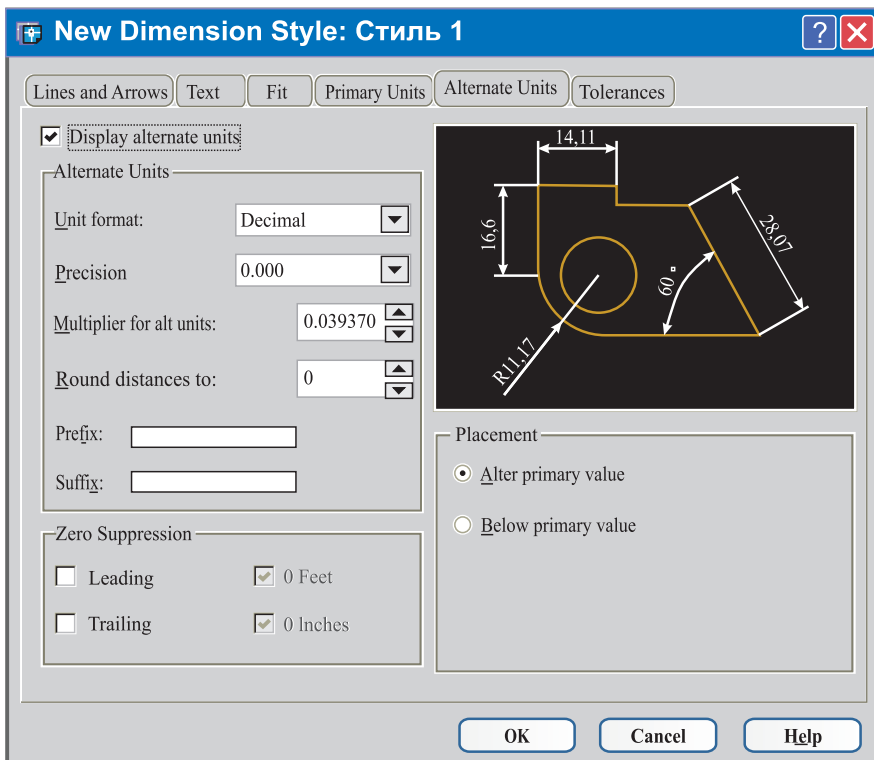 New Dimension Style: Стиль 1
?
Lines and Arrows Text Fit Primary Units Alternate Units Tolerances
Display alternate units
Alternate Units
Unit format: Decimal
Precision 0.000
Multiplier for alt units: 0.039370
Round distances to: 0
Prefix:
Suffix:
Zero Suppression
Leading 0 Feet
Trailing 0 Inches
14,11
16,6
28,07
60 °
R11,17
Placement
Alter primary value
Below primary value
OK Cancel Help